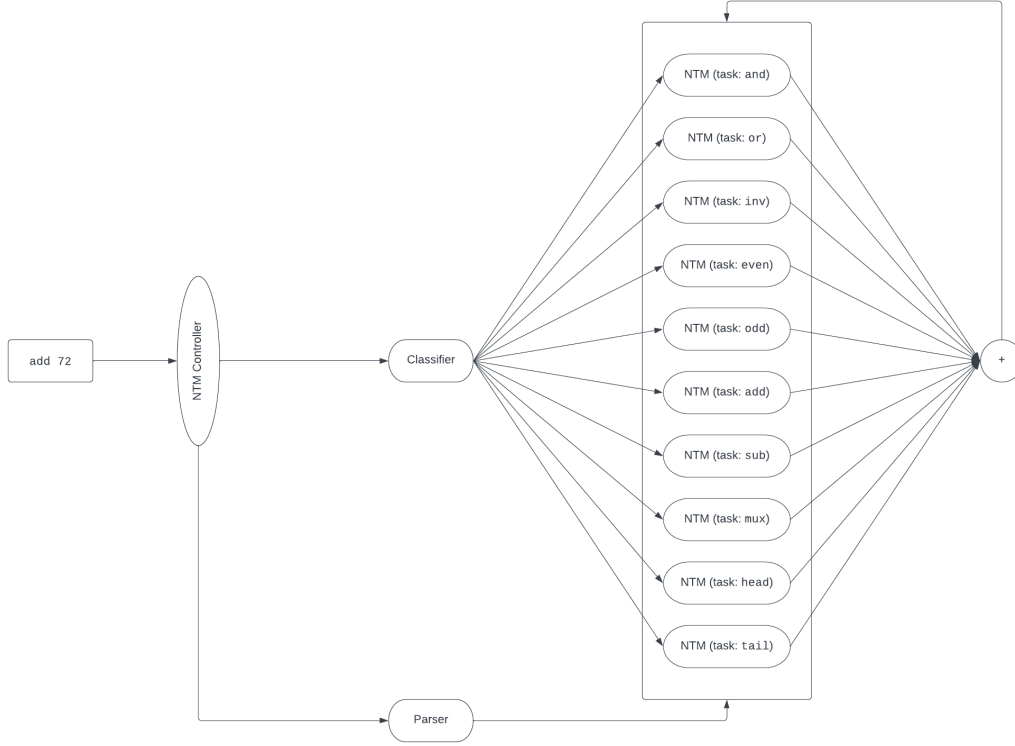 NTM (task: and)
NTM (task: or)
NTM (task: inv)
NTM (task: even)
NTM (task: odd)
add 72
NTM Controller
Classifier
+
NTM (task: add)
NTM (task: sub)
NTM (task: mux)
NTM (task: head)
NTM (task: tail)
Parser